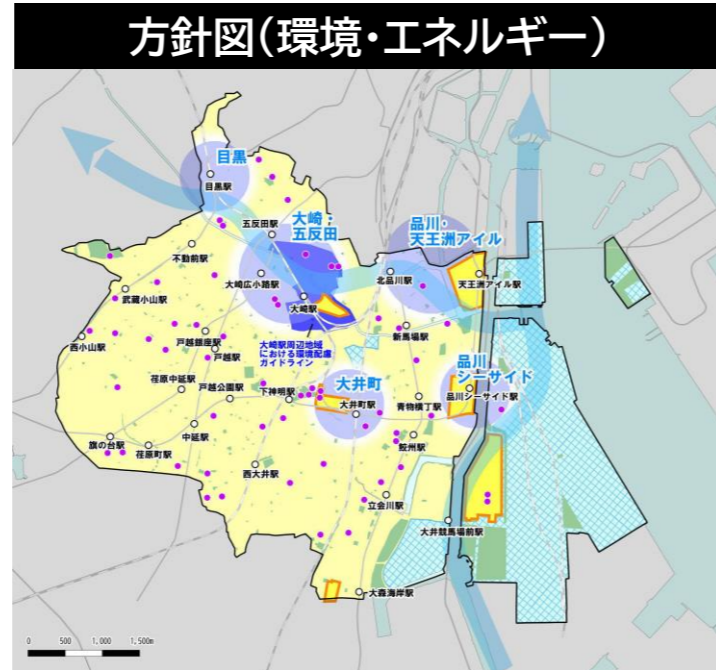 方針図(環境・エネルギー)
目黒
目黒駅
大崎・
五反田
五反田駅
品川・
天王洲アイル
不動前駅
大崎広小路駅
北品川駅
天王洲アイル駅
武蔵小山駅
大崎駅
戸越銀座駅
新馬場駅
西小山駅
戸越駅
大崎駅周辺地域
における環境配慮
ガイドライン
荏原中延駅
戸越公園駅
下神明駅
大井町
品川
シーサイド
品川シーサイド駅
大井町駅
青物横丁駅
旗の台駅
荏原町駅
中延駅
鮫洲駅
西大井駅
立会川駅
大井競馬場前駅
大森海岸駅
0 500 1,000 1,500m